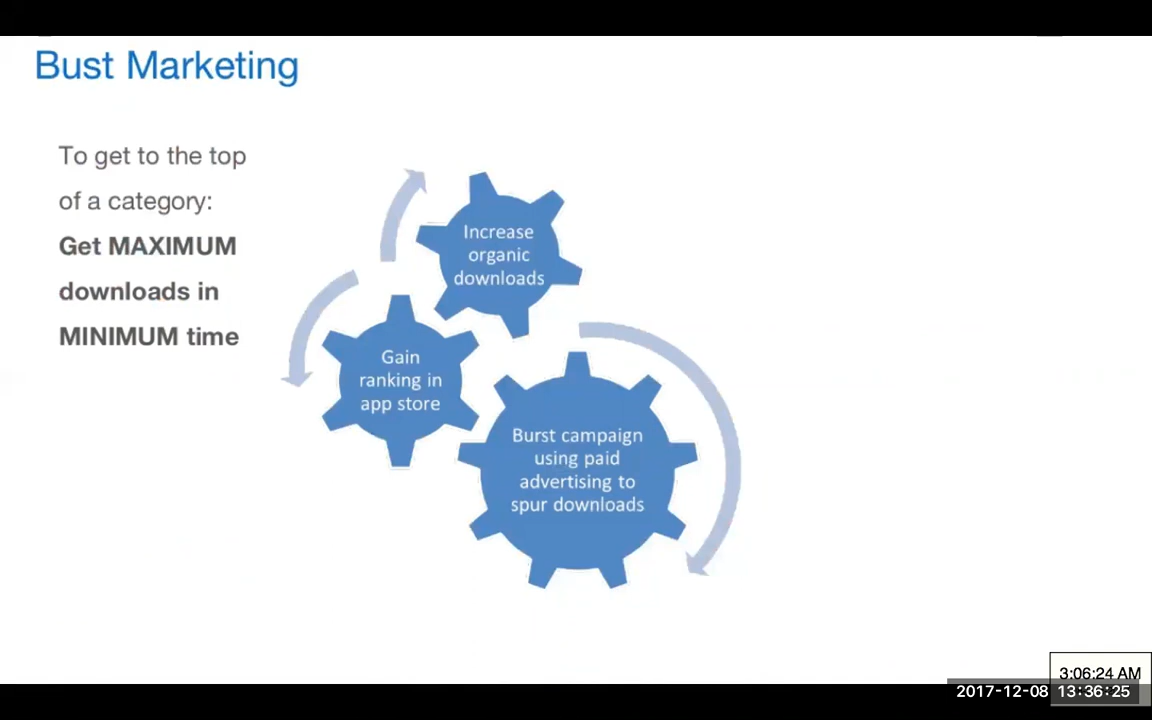 Bust Marketing
To get to the top
of a category:
Get MAXIMUM
downloads in
MINIMUM time
Increase
organic
downloads
Gain
ranking in
app store
Burst campaign
using paid
advertising to
spur downloads
3:06:24 AM
2017-12-08 13:36:25